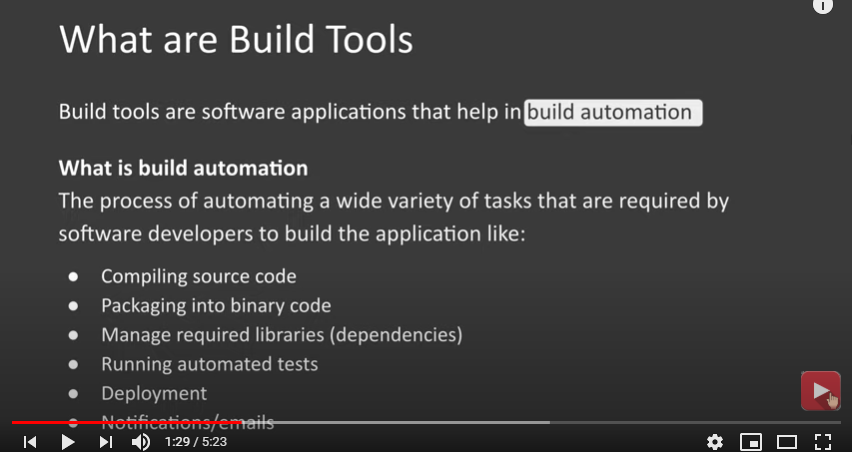 What are Build Tools
Build tools are software applications that help in build automation
What is build automation
The process of automating a wide variety of tasks that are required by
software developers to build the application like:
● Compiling source code
● Packaging into binary code
● Manage required libraries (dependencies)
● Running automated tests
● Deployment
● Notifications/emails
1:29 / 5:23